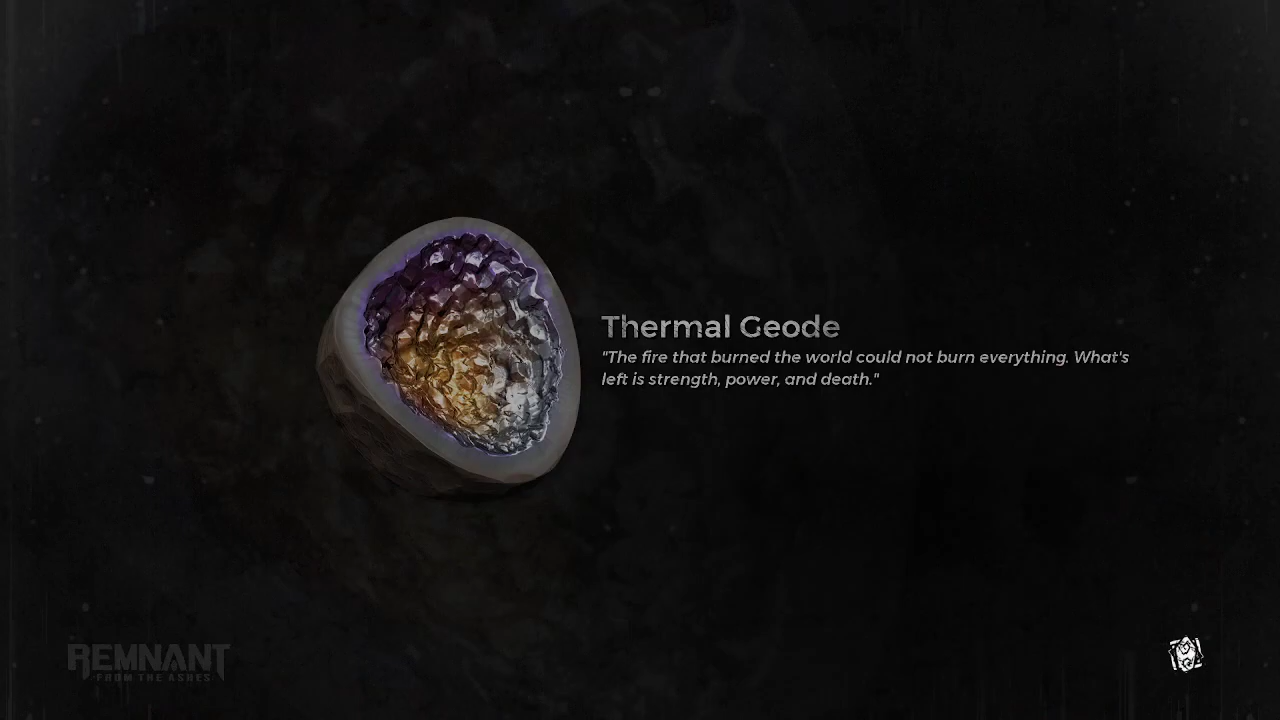 Thermal Geode
"The fire that burned the world could not burn everything. What's
left is strength, power, and death."
REMNANT
FROM THE ASHES